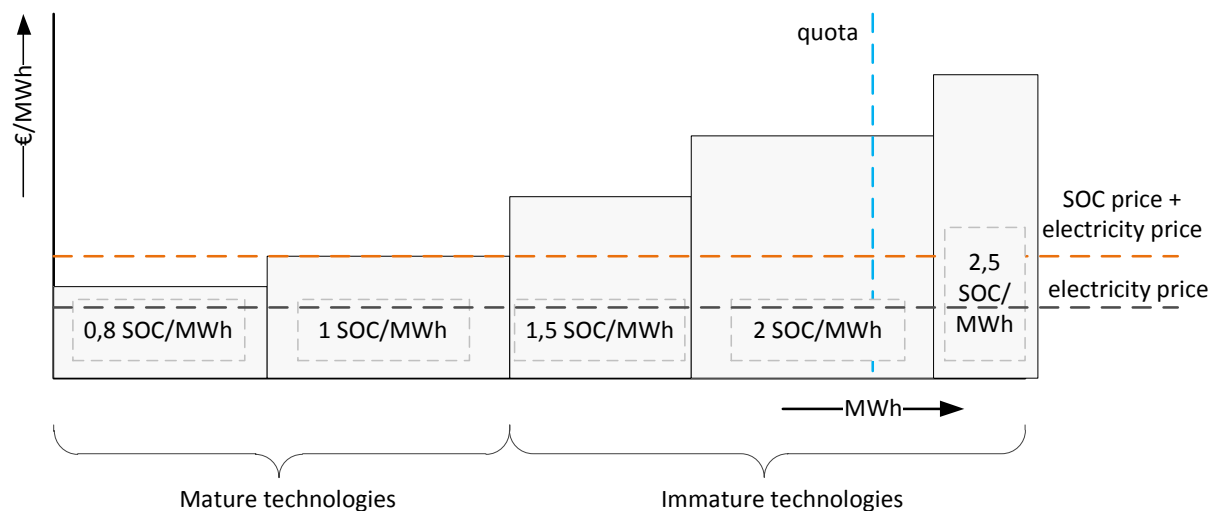 €/MWh
quota
SOC price +
electricity price
electricity price
0,8 SOC/MWh
1 SOC/MWh
1,5 SOC/MWh
2 SOC/MWh
2,5
SOC/
MWh
MWh
Mature technologies
Immature technologies